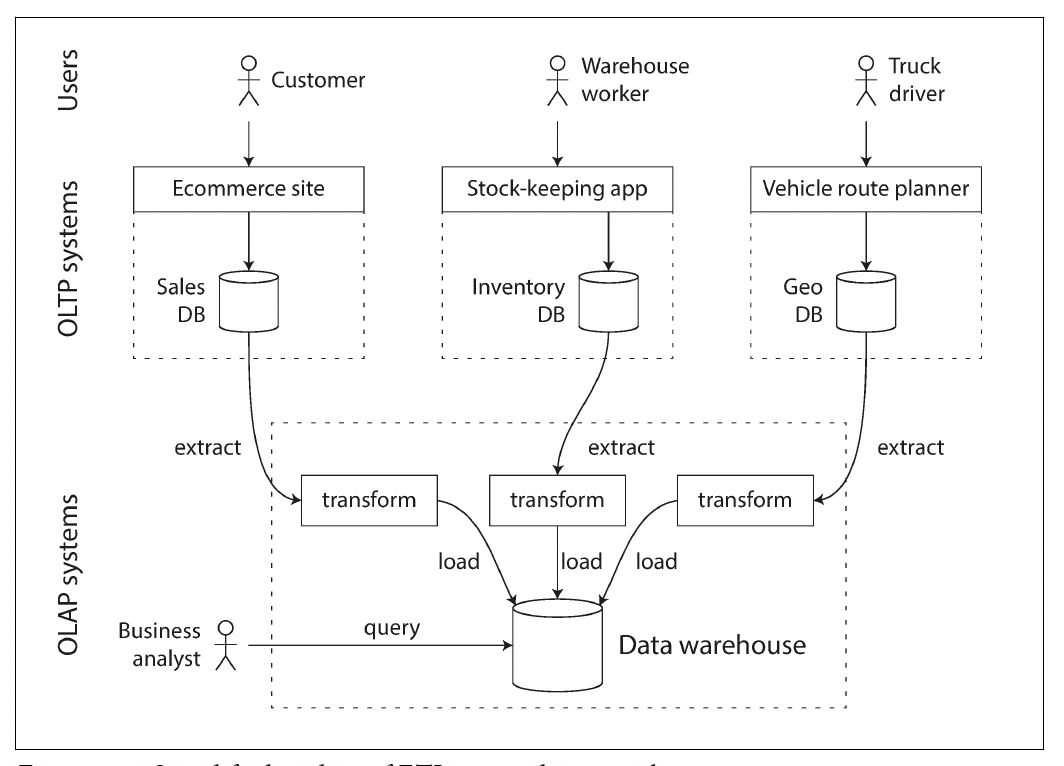 Users
Customer
Warehouse
worker
Truck
driver
OLTP systems
Ecommerce site
Stock-keeping app
Vehicle route planner
Sales
DB
Inventory
DB
Geo
DB
extract
extract
extract
OLAP systems
transform
transform
transform
load
load
load
Business
analyst
query
Data warehouse